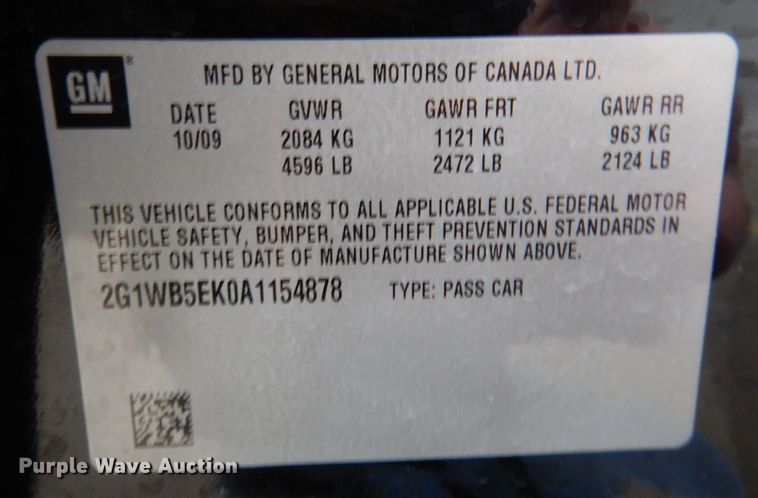 GM®
MFD BY GENERAL MOTORS OF CANADA LTD.
DATE GVWR GAWR FRT GAWR RR
10/09 2084 KG 1121 KG 963 KG
4596 LB 2472 LB 2124 LB
THIS VEHICLE CONFORMS TO ALL APPLICABLE U.S. FEDERAL MOTOR
VEHICLE SAFETY, BUMPER, AND THEFT PREVENTION STANDARDS IN
EFFECT ON THE DATE OF MANUFACTURE SHOWN ABOVE.
2G1WB5EK0A1154878 TYPE: PASS CAR
Purple Wave Auction